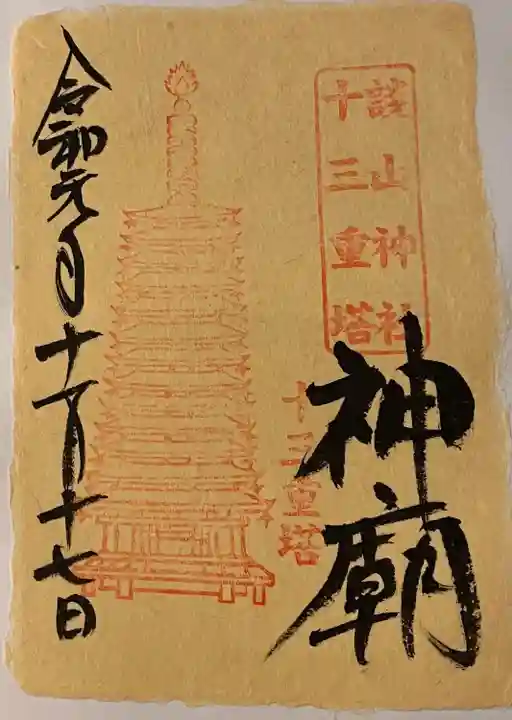 談山神社
十三重塔
神廟
十三重塔
令和元年十一月十七日